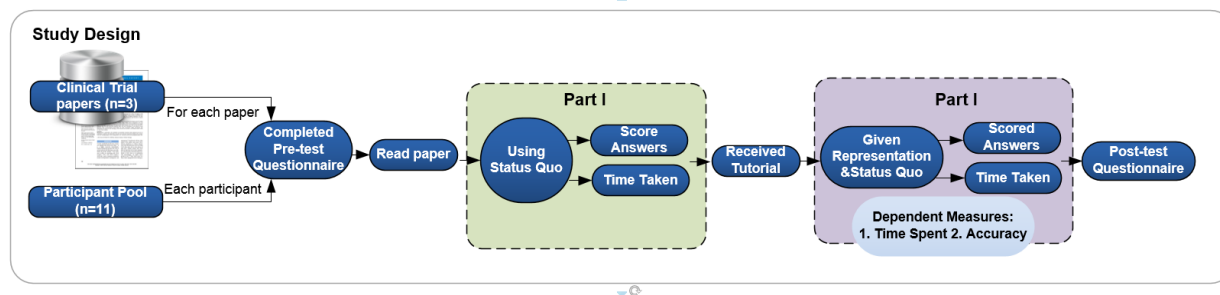 Study Design
Clinical Trial
papers (n=3)
For each paper
Participant Pool
(n=11)
Each participant
Completed
Pre-test
Questionnaire
Read paper
Part I
Using
Status Quo
Score
Answers
Time Taken
Received
Tutorial
Part I
Given
Representation
&Status Quo
Scored
Answers
Time Taken
Dependent Measures:
1. Time Spent 2. Accuracy
Post-test
Questionnaire